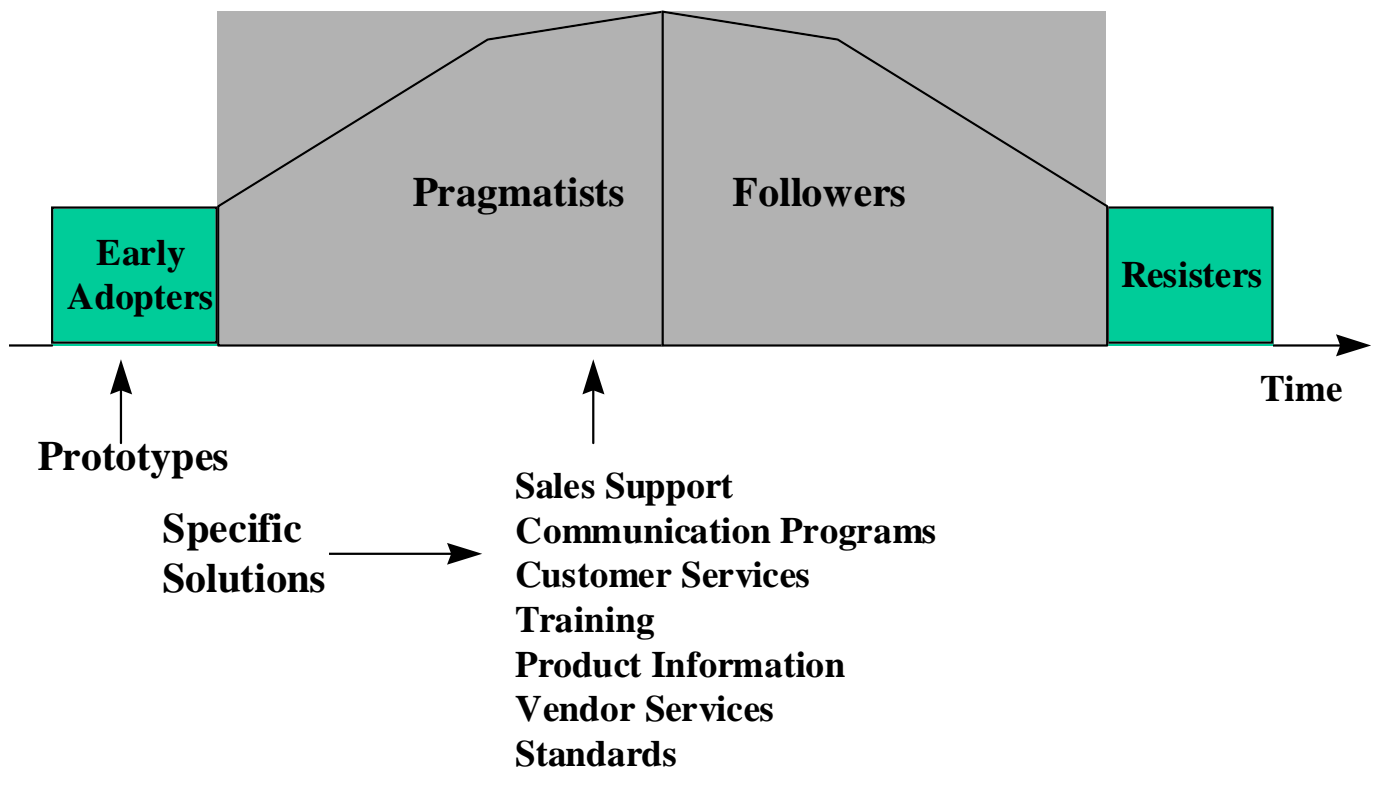 Pragmatists
Followers
Early
Adopters
Resisters
Time
Prototypes
Specific
Solutions
Sales Support
Communication Programs
Customer Services
Training
Product Information
Vendor Services
Standards